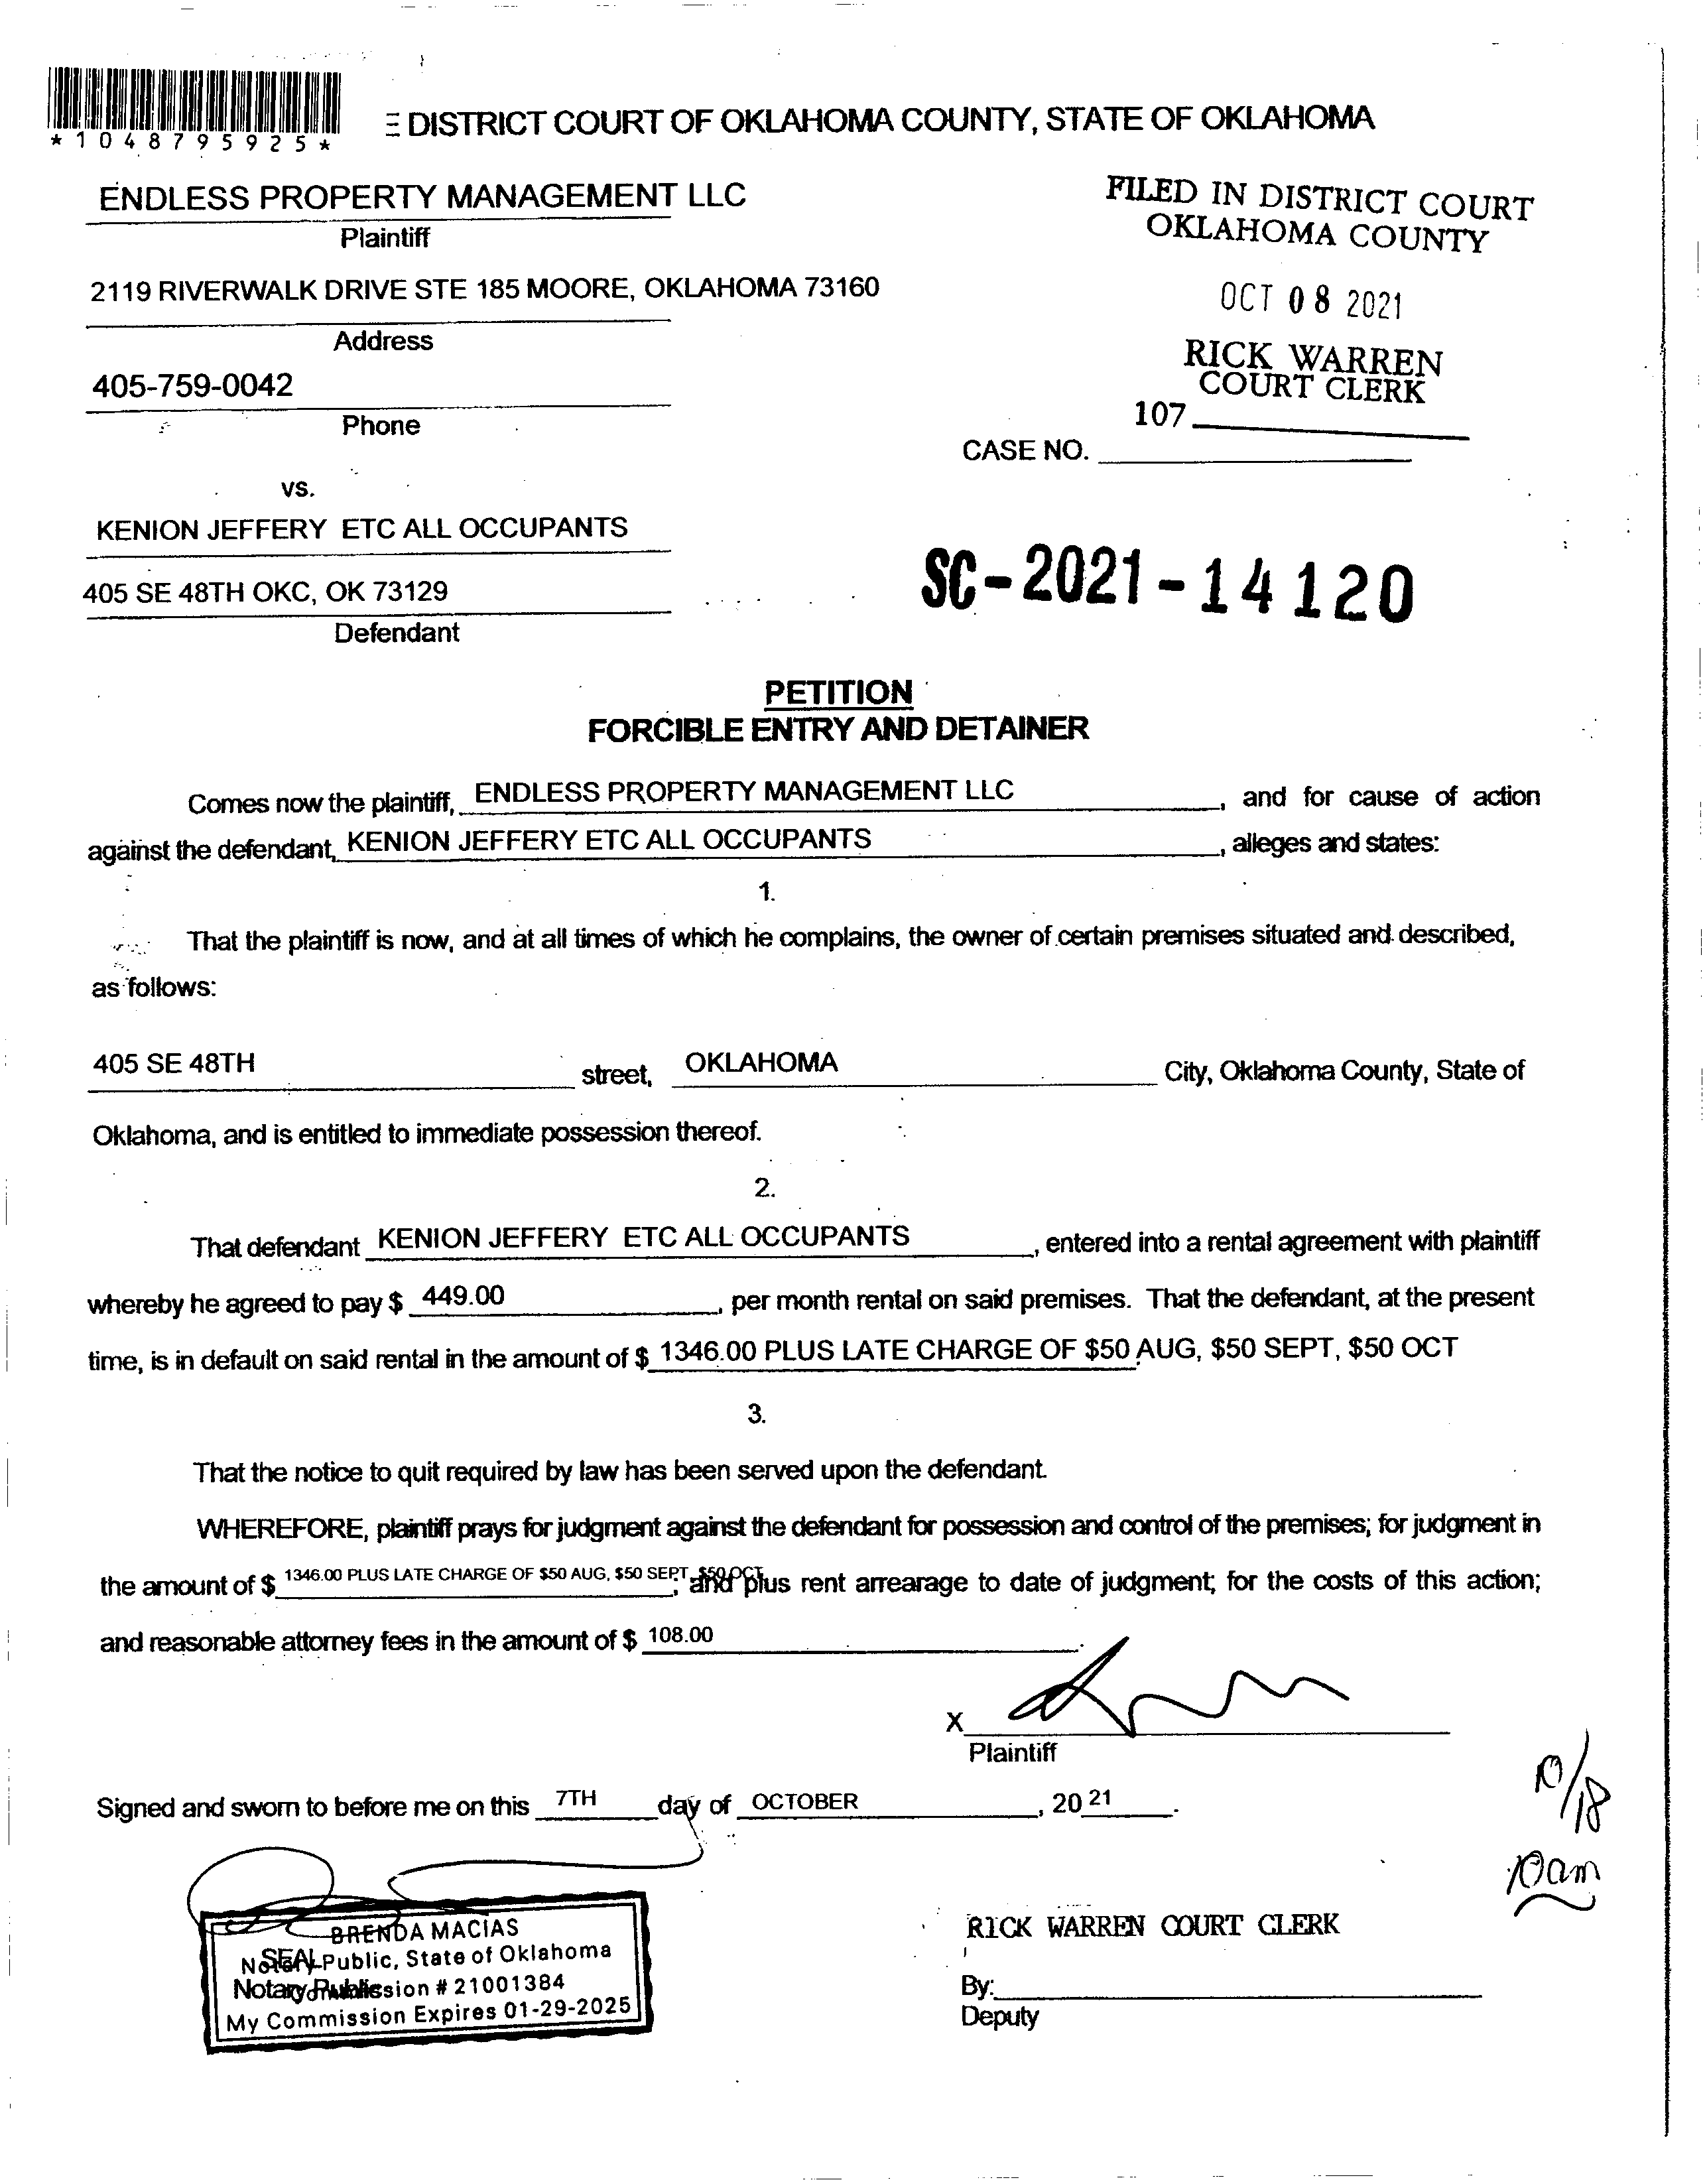 *1048795925*
E DISTRICT COURT OF OKLAHOMA COUNTY, STATE OF OKLAHOMA
ENDLESS PROPERTY MANAGEMENT LLC
Plaintiff
2119 RIVERWALK DRIVE STE 185 MOORE, OKLAHOMA 73160
Address
405-759-0042
Phone
FILED IN DISTRICT COURT
OKLAHOMA COUNTY
OCT 08 2021
RICK WARREN
COURT CLERK
107
CASE NO.
vs.
KENION JEFFERY ETC ALL OCCUPANTS
405 SE 48TH OKC, OK 73129
Defendant
SC-2021-14120
PETITION
FORCIBLE ENTRY AND DETAINER
Comes now the plaintiff, ENDLESS PROPERTY MANAGEMENT LLC, and for cause of action
against the defendant, KENION JEFFERY ETC ALL OCCUPANTS, alleges and states:
1.
That the plaintiff is now, and at all times of which he complains, the owner of certain premises situated and described,
as follows:
405 SE 48TH street, OKLAHOMA City, Oklahoma County, State of
Oklahoma, and is entitled to immediate possession thereof.
2.
That defendant KENION JEFFERY ETC ALL OCCUPANTS, entered into a rental agreement with plaintiff
whereby he agreed to pay $ 449.00, per month rental on said premises. That the defendant, at the present
time, is in default on said rental in the amount of $ 1346.00 PLUS LATE CHARGE OF $50 AUG, $50 SEPT, $50 OCT
3.
That the notice to quit required by law has been served upon the defendant.
WHEREFORE, plaintiff prays for judgment against the defendant for possession and control of the premises; for judgment in
the amount of $ 1346.00 PLUS LATE CHARGE OF $50 AUG, $50 SEPT, $50 OCT, and plus rent arrearage to date of judgment; for the costs of this action;
and reasonable attorney fees in the amount of $ 108.00.
X
Plaintiff
Signed and sworn to before me on this 7TH day of OCTOBER, 20 21.
10/18
10am
BRENDA MACIAS
SEAL Notary Public, State of Oklahoma
Notary Public Commission # 21001384
My Commission Expires 01-29-2025
RICK WARREN COURT CLERK
By:
Deputy